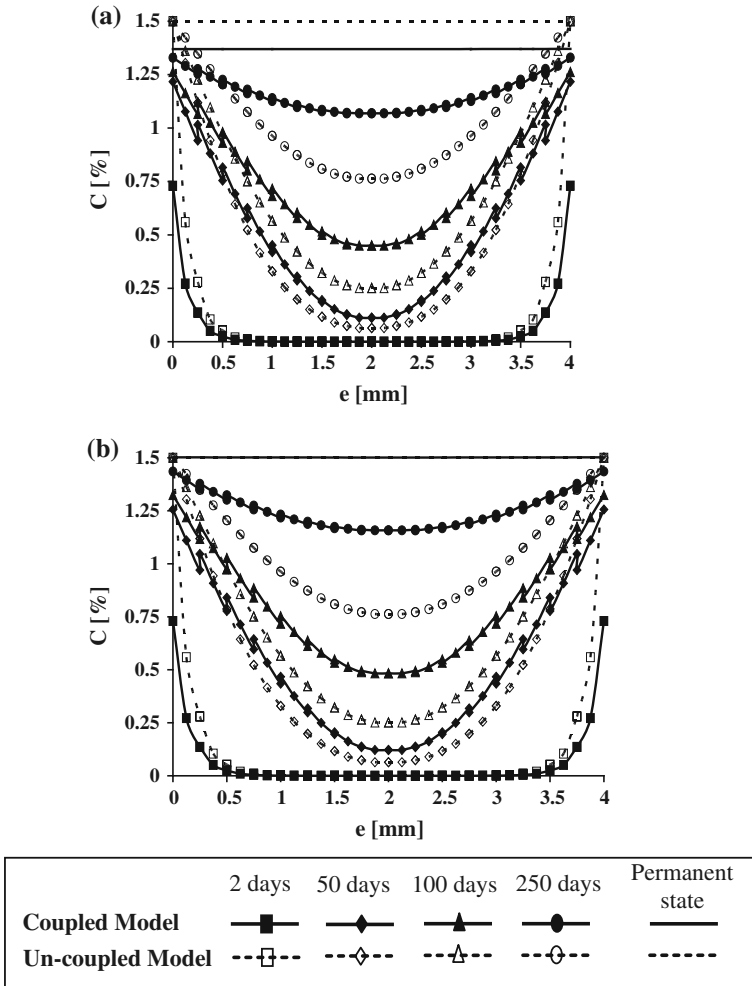 (a)
1.5
1.25
1
0.75
0.5
0.25
0
C [%]
0 0.5 1 1.5 2 2.5 3 3.5 4
e [mm]
(b)
1.5
1.25
1
0.75
0.5
0.25
0
C [%]
0 0.5 1 1.5 2 2.5 3 3.5 4
e [mm]
2 days 50 days 100 days 250 days Permanent
state
Coupled Model
Un-coupled Model